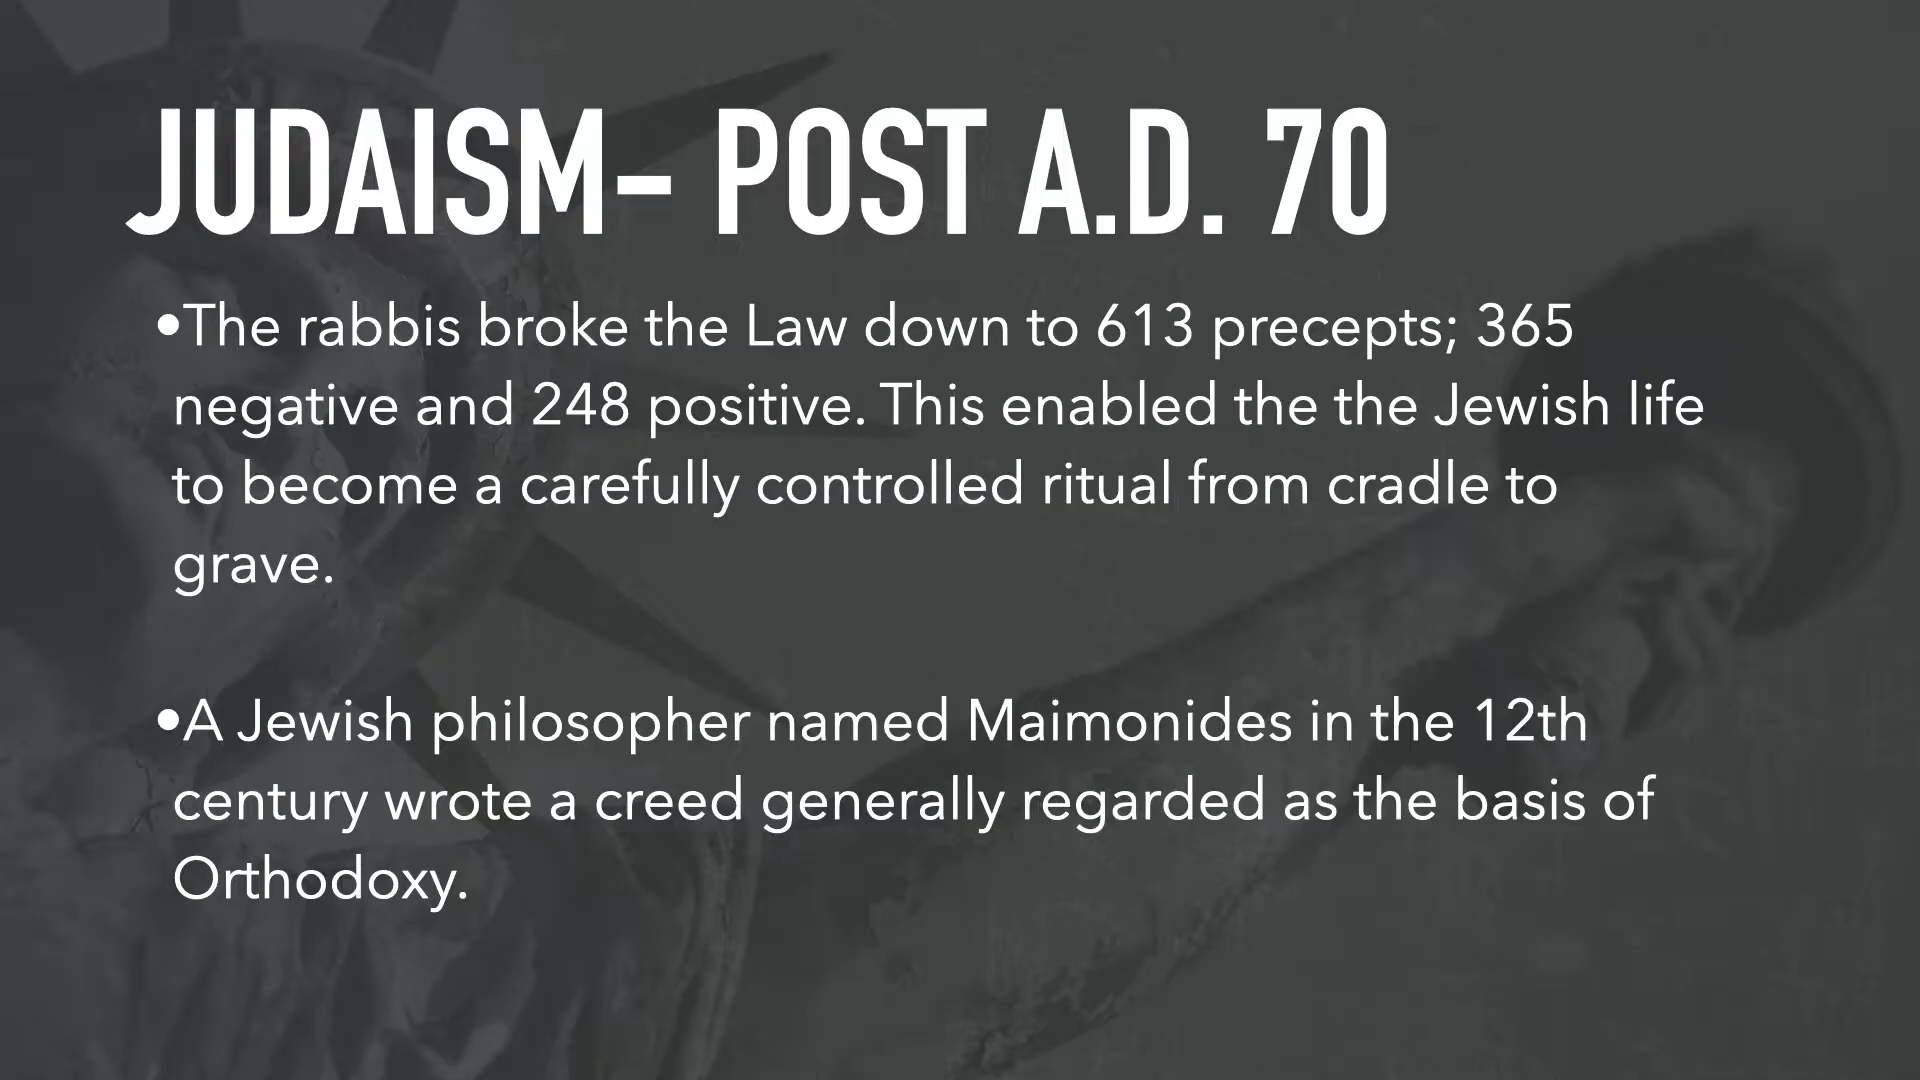 JUDAISM– POST A.D. 70
•The rabbis broke the Law down to 613 precepts; 365
negative and 248 positive. This enabled the the Jewish life
to become a carefully controlled ritual from cradle to
grave.
•A Jewish philosopher named Maimonides in the 12th
century wrote a creed generally regarded as the basis of
Orthodoxy.